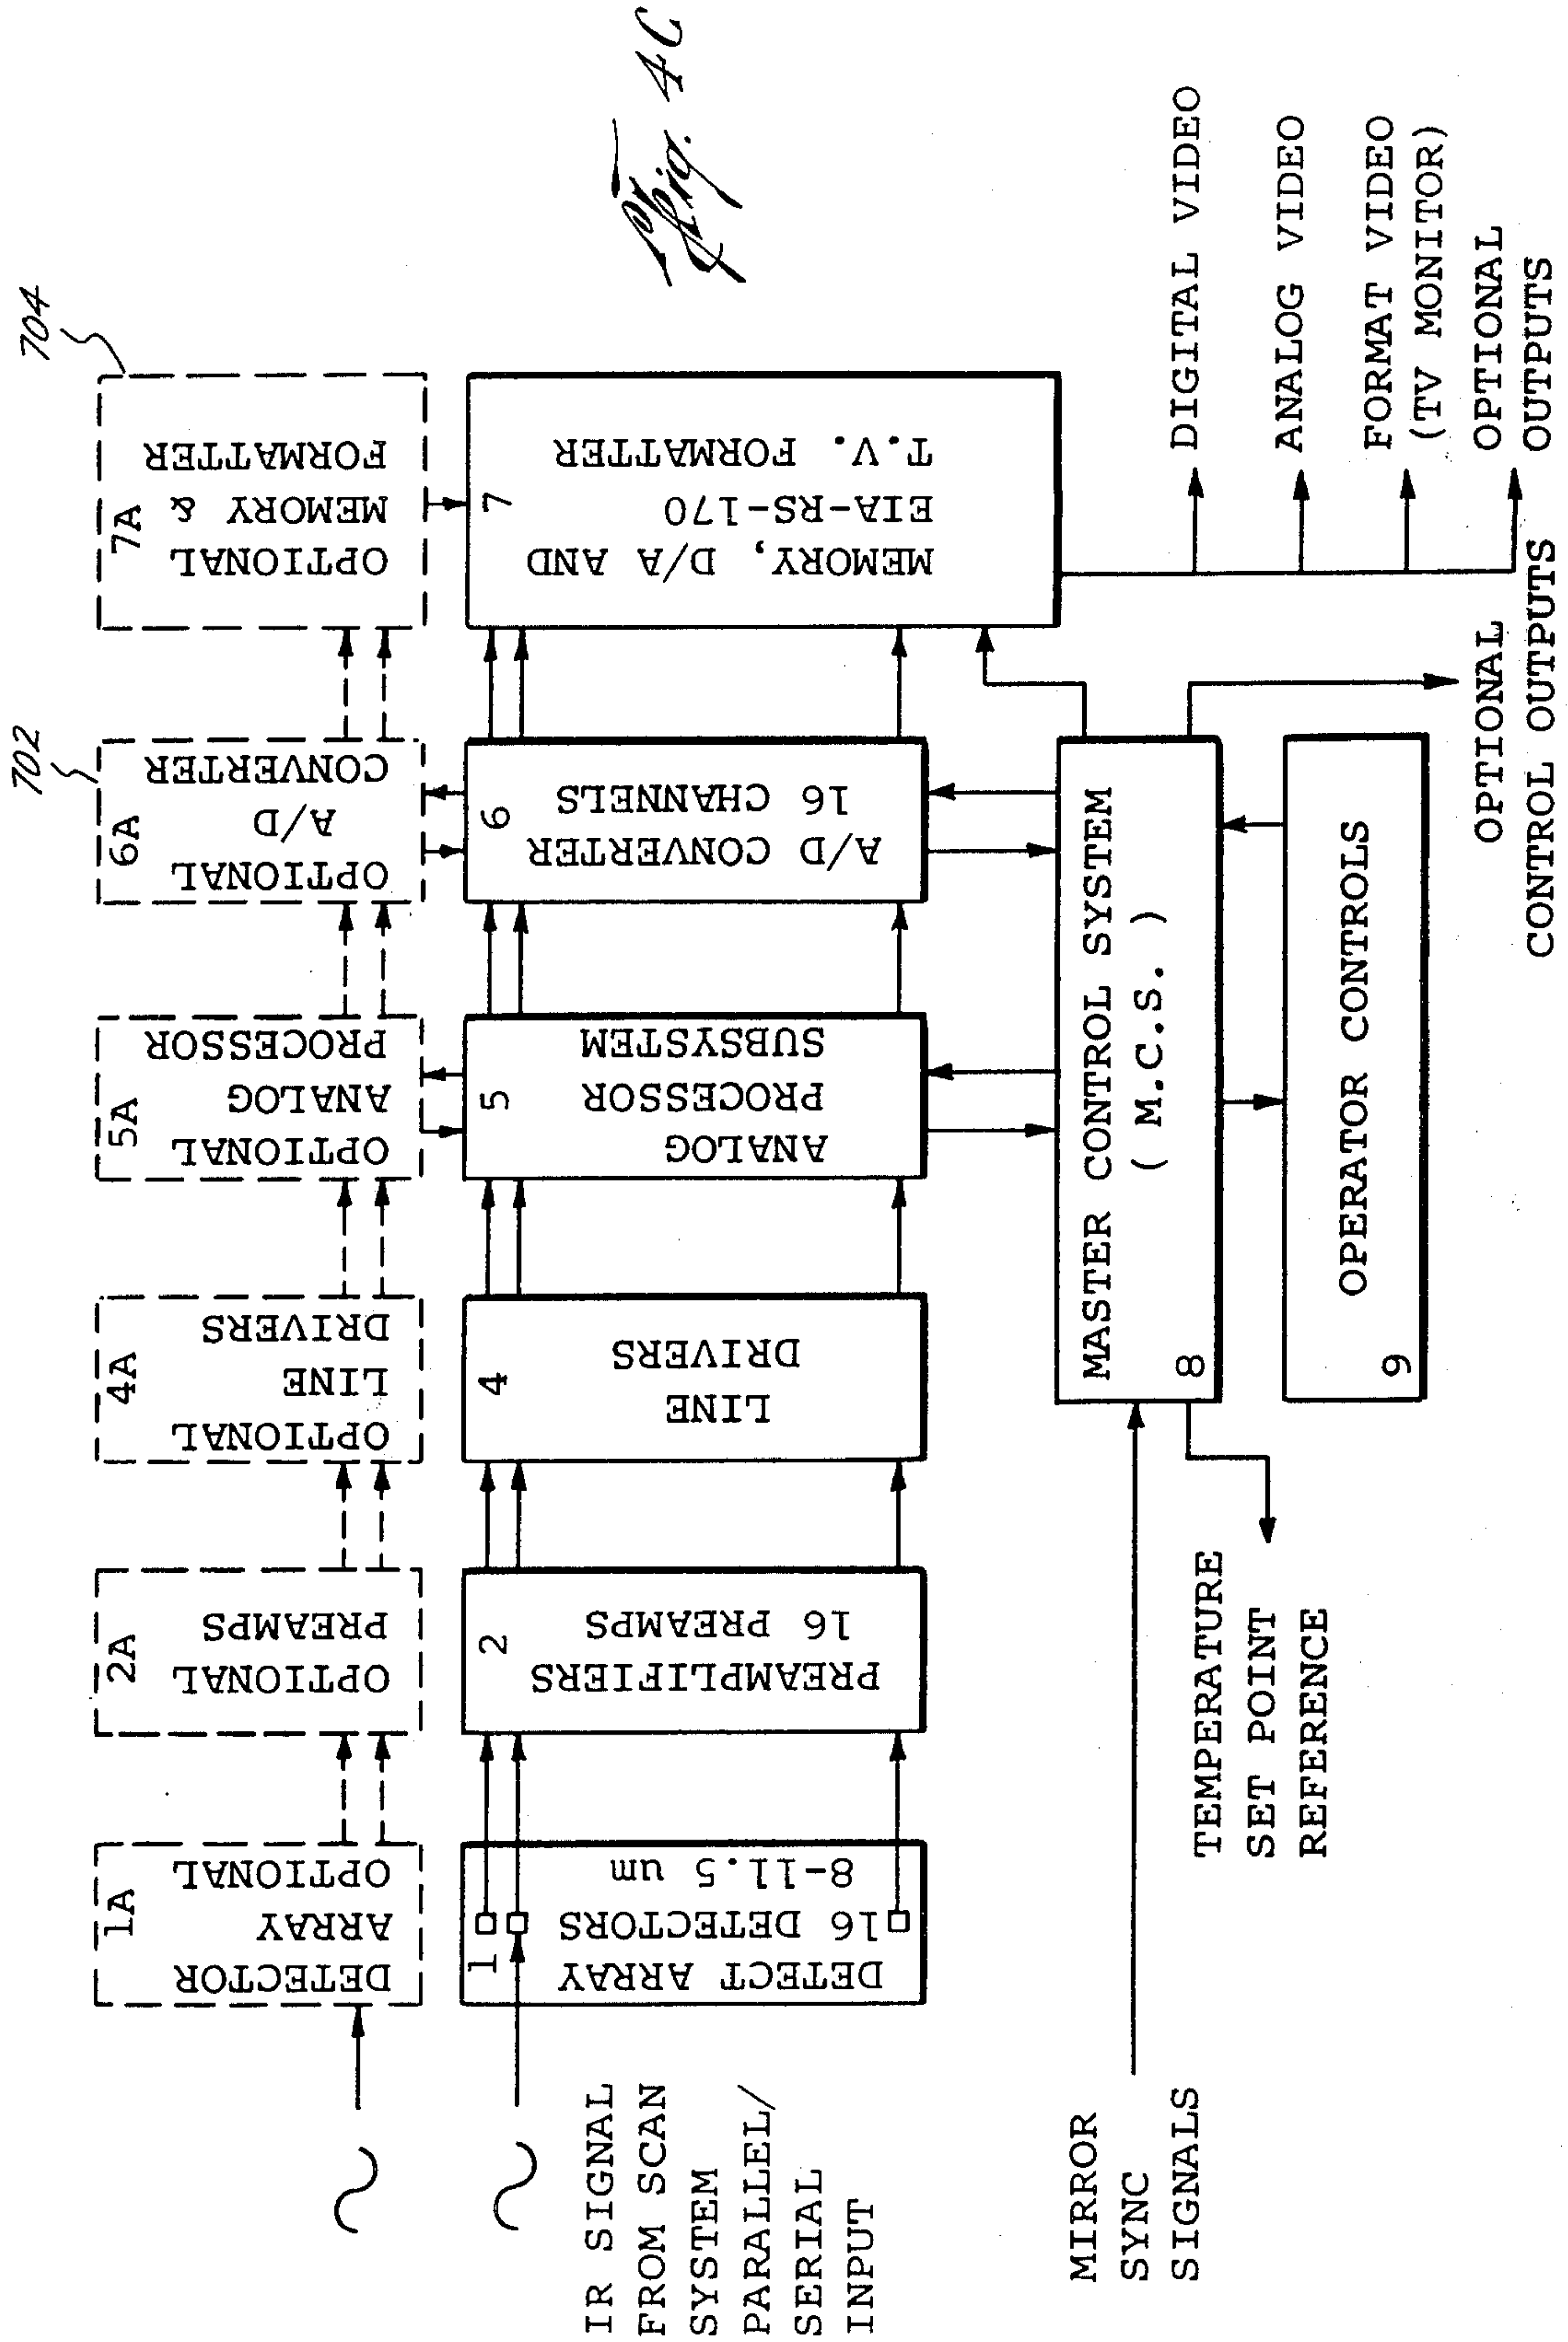 Fig. 4C
704
702
1A
DETECTOR
ARRAY
OPTIONAL
2A
OPTIONAL
PREAMPS
4A
OPTIONAL
LINE
DRIVERS
5A
OPTIONAL
ANALOG
PROCESSOR
6A
OPTIONAL
A/D
CONVERTER
7A
OPTIONAL
MEMORY &
FORMATTER
1
DETECT ARRAY
16 DETECTORS
8-11.5 um
2
PREAMPLIFIERS
16 PREAMPS
4
LINE
DRIVERS
5
ANALOG
PROCESSOR
SUBSYSTEM
6
A/D CONVERTER
16 CHANNELS
7
MEMORY, D/A AND
EIA-RS-170
T.V. FORMATTER
IR SIGNAL
FROM SCAN
SYSTEM
PARALLEL/
SERIAL
INPUT
MIRROR
SYNC
SIGNALS
MASTER CONTROL SYSTEM
( M.C.S. )
8
OPERATOR CONTROLS
9
TEMPERATURE
SET POINT
REFERENCE
OPTIONAL
CONTROL OUTPUTS
DIGITAL VIDEO
ANALOG VIDEO
FORMAT VIDEO
(TV MONITOR)
OPTIONAL
OUTPUTS